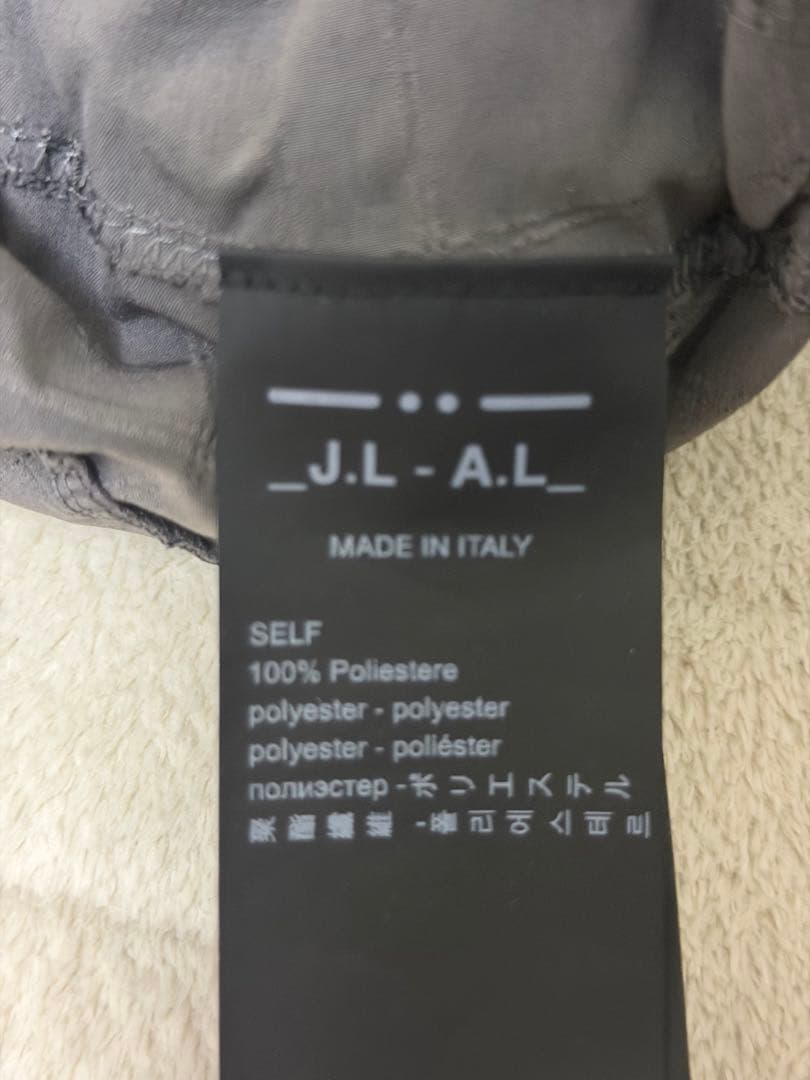 _J.L - A.L_
MADE IN ITALY
SELF
100% Poliestere
polyester - polyester
polyester - poliéster
полиэстер - ポリエステル
聚酯纖維 - 폴리에스테르